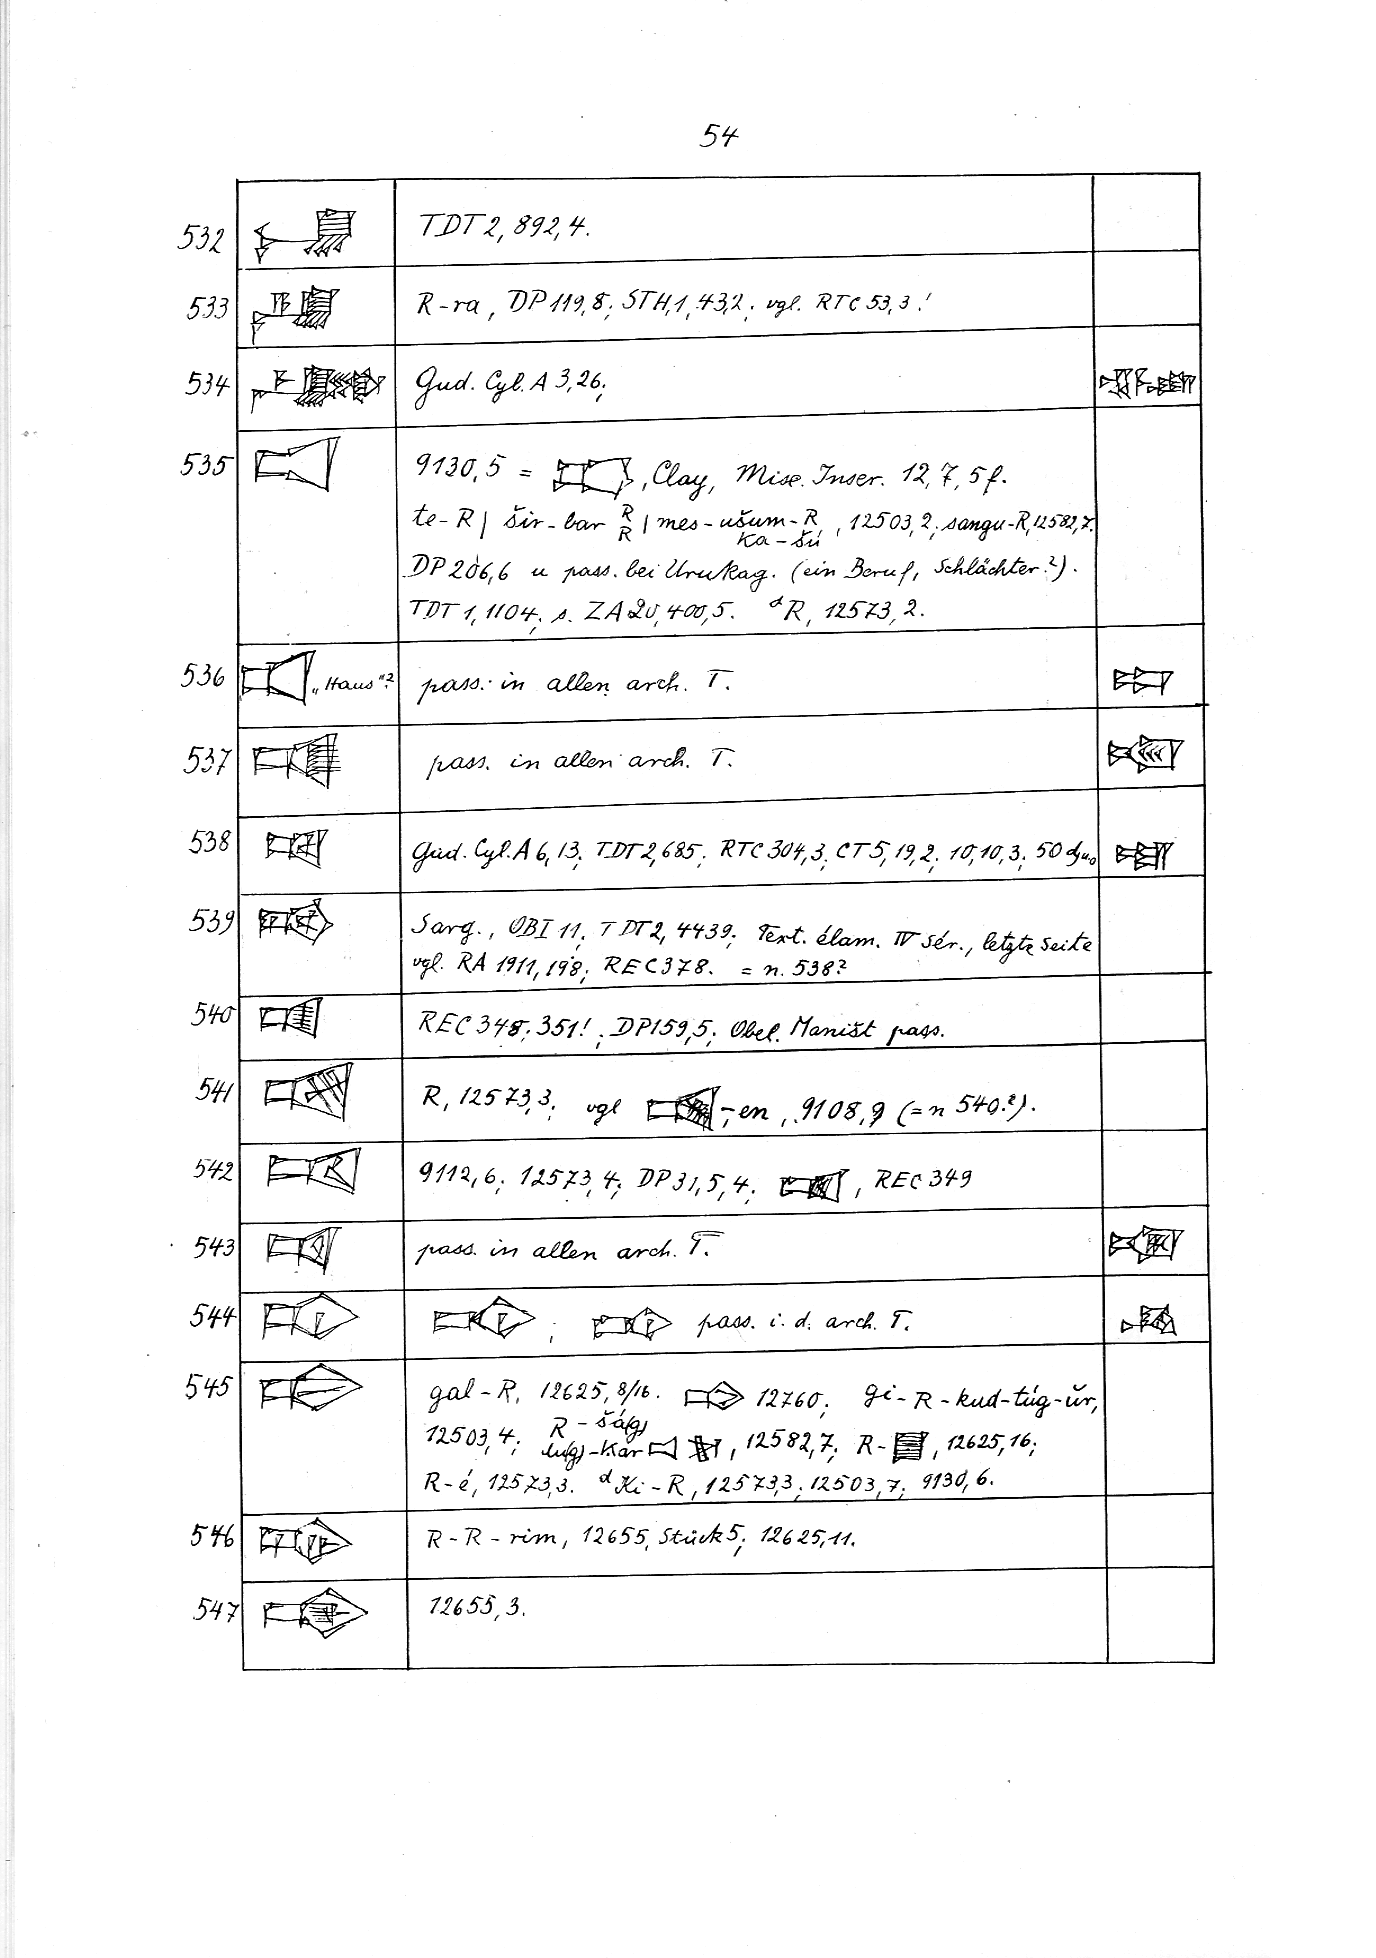 54
532 TDT 2, 892, 4.
533 R-ra, DP 119, 8; STH, 1, 43, 2; vgl. RTC 53, 3!
534 Gud. Cyl. A 3, 26;
535 9130, 5 = , Clay, Misc. Inscr. 12, 7, 5 f.
te-R | šir-bar R R | mes-ušum-R, 12503, 2; sangu-R, 12582, 7.
ka-šú
DP 206, 6 u pass. bei Urukag. (ein Beruf, Schlächter?).
TDT 1, 1104; s. ZA 20, 400, 5. ᵈR, 12573, 2.
536 „Haus"? pass. in allen arch. T.
537 pass. in allen arch. T.
538 Gud. Cyl. A 6, 13; TDT 2, 685; RTC 304, 3; CT 5, 19, 2; 10, 10, 3; 50
539 Sarg., OBI 11; TDT 2, 4439; Text. élam. IV sér., letzte Seite
vgl. RA 1911, 198; REC 378. = n. 538?
540 REC 348; 351!; DP 159, 5; Obel. Maništ pass.
541 R, 12573, 3; vgl -en, 9108, 9 (= n 540?).
542 9112, 6; 12573, 4; DP 31, 5, 4; , REC 349
543 pass. in allen arch. T.
544 ; pass. i. d. arch. T.
545 gal-R, 12625, 8/16. 12760; gi-R-kud-túg-ùr,
12503, 4; R-šá(g) lu(g)-kár , 12582, 7; R- , 12625, 16;
R-é, 12573, 3. ᵈKi-R, 12573, 3; 12503, 7; 9130, 6.
546 R-R-rim, 12655, Stück 5; 12625, 11.
547 12655, 3.